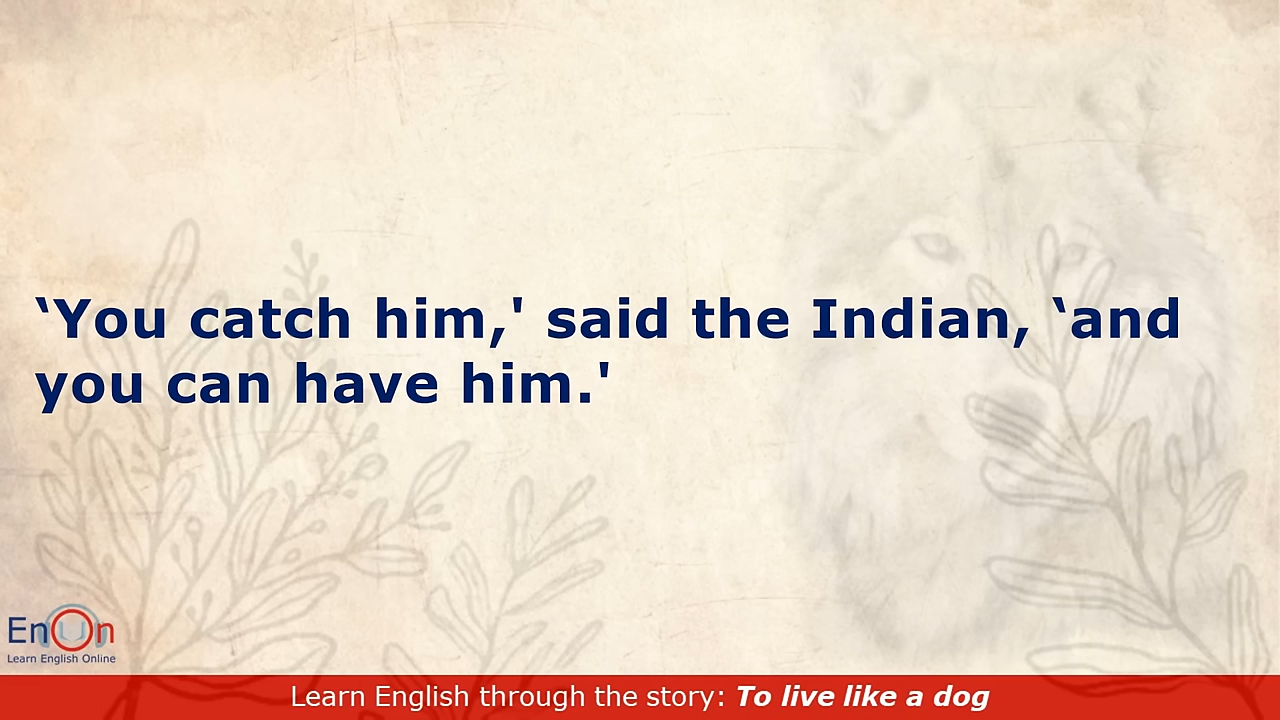 ‘You catch him,' said the Indian, ‘and
you can have him.'
EnOn
Learn English Online
Learn English through the story: To live like a dog